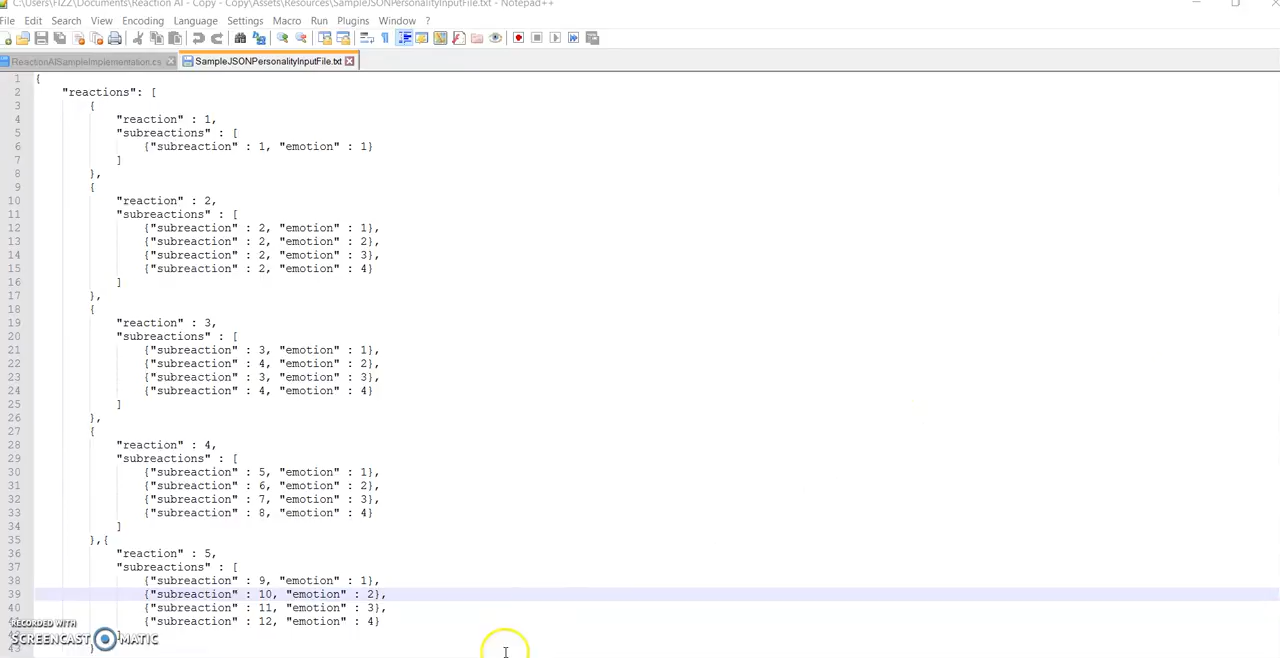 C:\Users\FIZZ\Documents\Reaction AI - Copy - Copy\Assets\Resources\SampleJSONPersonalityInputFile.txt - Notepad++
File Edit Search View Encoding Language Settings Macro Run Plugins Window ?
ReactionAISampleImplementation.cs SampleJSONPersonalityInputFile.txt
1 {
2 "reactions": [
3 {
4 "reaction" : 1,
5 "subreactions" : [
6 {"subreaction" : 1, "emotion" : 1}
7 ]
8 },
9 {
10 "reaction" : 2,
11 "subreactions" : [
12 {"subreaction" : 2, "emotion" : 1},
13 {"subreaction" : 2, "emotion" : 2},
14 {"subreaction" : 2, "emotion" : 3},
15 {"subreaction" : 2, "emotion" : 4}
16 ]
17 },
18 {
19 "reaction" : 3,
20 "subreactions" : [
21 {"subreaction" : 3, "emotion" : 1},
22 {"subreaction" : 4, "emotion" : 2},
23 {"subreaction" : 3, "emotion" : 3},
24 {"subreaction" : 4, "emotion" : 4}
25 ]
26 },
27 {
28 "reaction" : 4,
29 "subreactions" : [
30 {"subreaction" : 5, "emotion" : 1},
31 {"subreaction" : 6, "emotion" : 2},
32 {"subreaction" : 7, "emotion" : 3},
33 {"subreaction" : 8, "emotion" : 4}
34 ]
35 },{
36 "reaction" : 5,
37 "subreactions" : [
38 {"subreaction" : 9, "emotion" : 1},
39 {"subreaction" : 10, "emotion" : 2},
40 {"subreaction" : 11, "emotion" : 3},
{"subreaction" : 12, "emotion" : 4}
RECORDED WITH
SCREENCAST MATIC
43 }